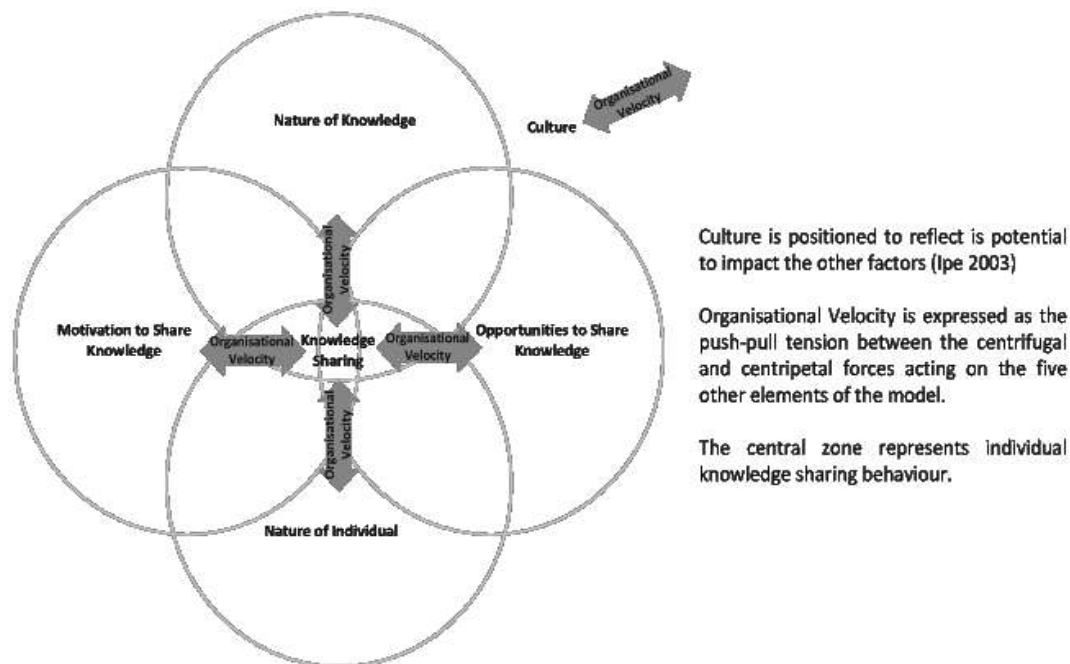 Nature of Knowledge
Culture
Organisational
Velocity
Organisational
Velocity
Motivation to Share
Knowledge
Organisational
Velocity
Knowledge
Sharing
Organisational
Velocity
Opportunities to Share
Knowledge
Organisational
Velocity
Nature of Individual
Culture is positioned to reflect is potential
to impact the other factors (Ipe 2003)
Organisational Velocity is expressed as the
push-pull tension between the centrifugal
and centripetal forces acting on the five
other elements of the model.
The central zone represents individual
knowledge sharing behaviour.